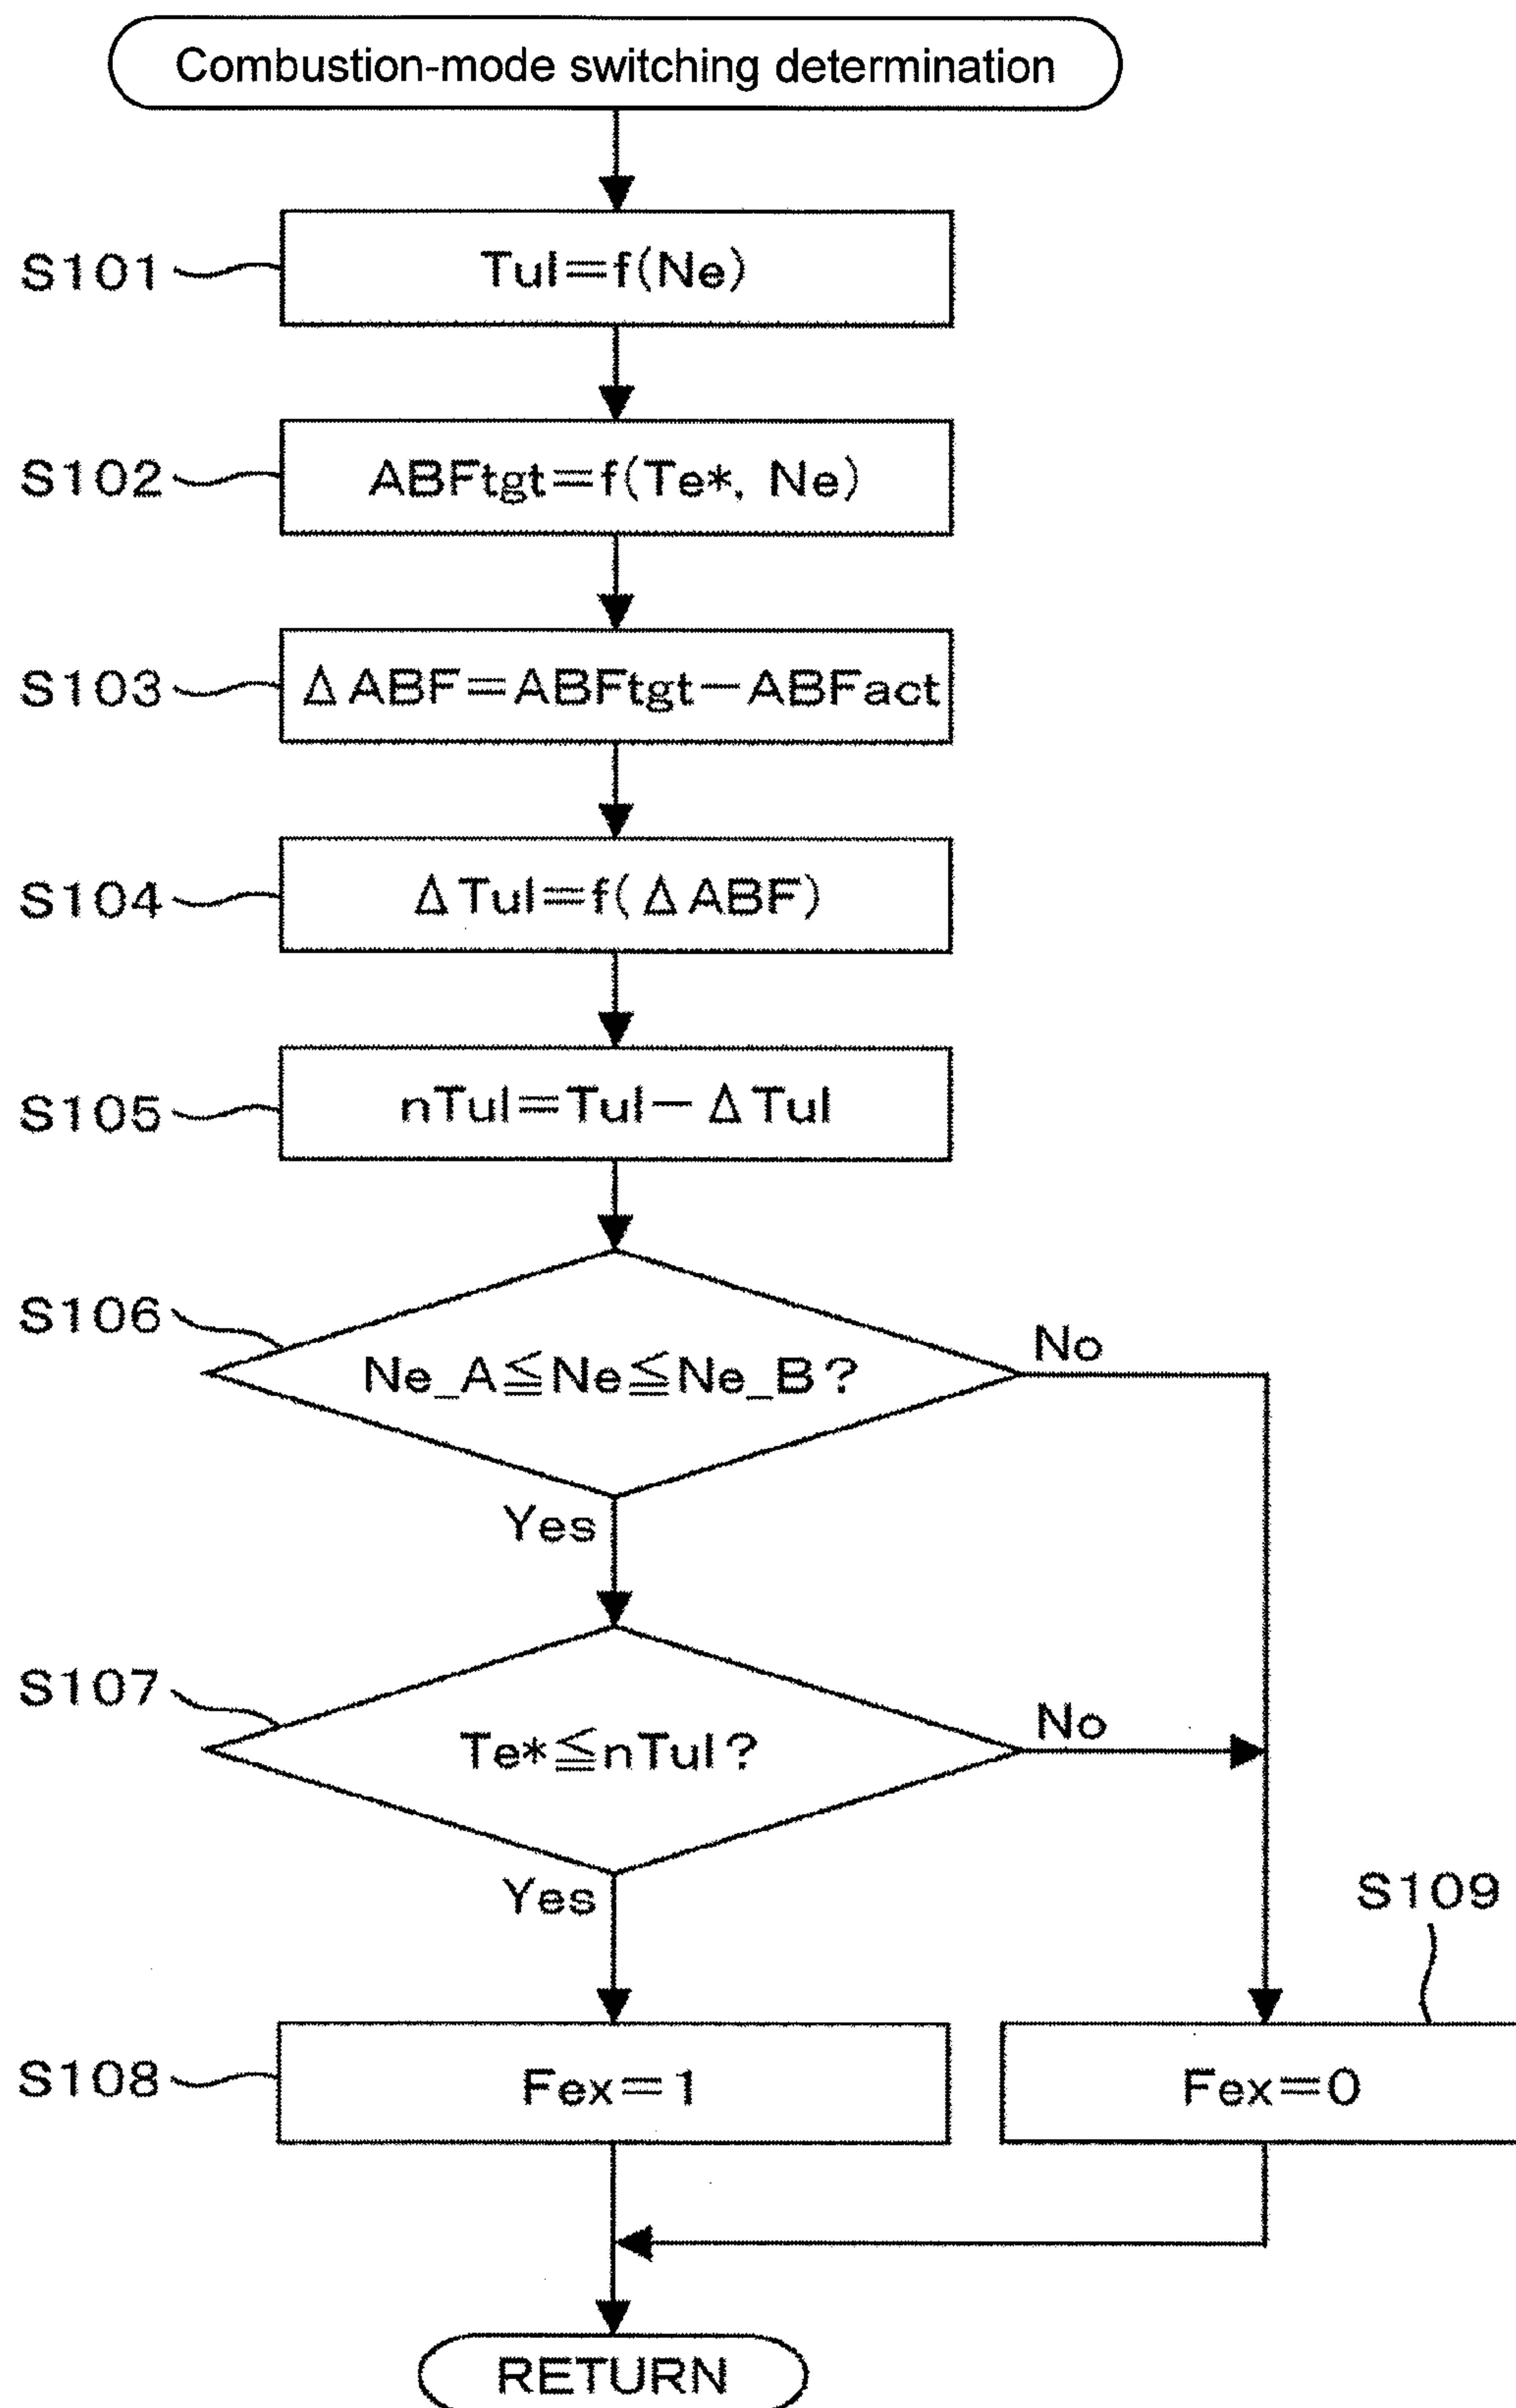 Combustion-mode switching determination
S101
Tul=f(Ne)
S102
ABFtgt=f(Te*, Ne)
S103
ΔABF=ABFtgt-ABFact
S104
ΔTul=f(ΔABF)
S105
nTul=Tul-ΔTul
S106
Ne_A≦Ne≦Ne_B?
No
Yes
S107
Te*≦nTul?
No
Yes
S109
S108
Fex=1
Fex=0
RETURN